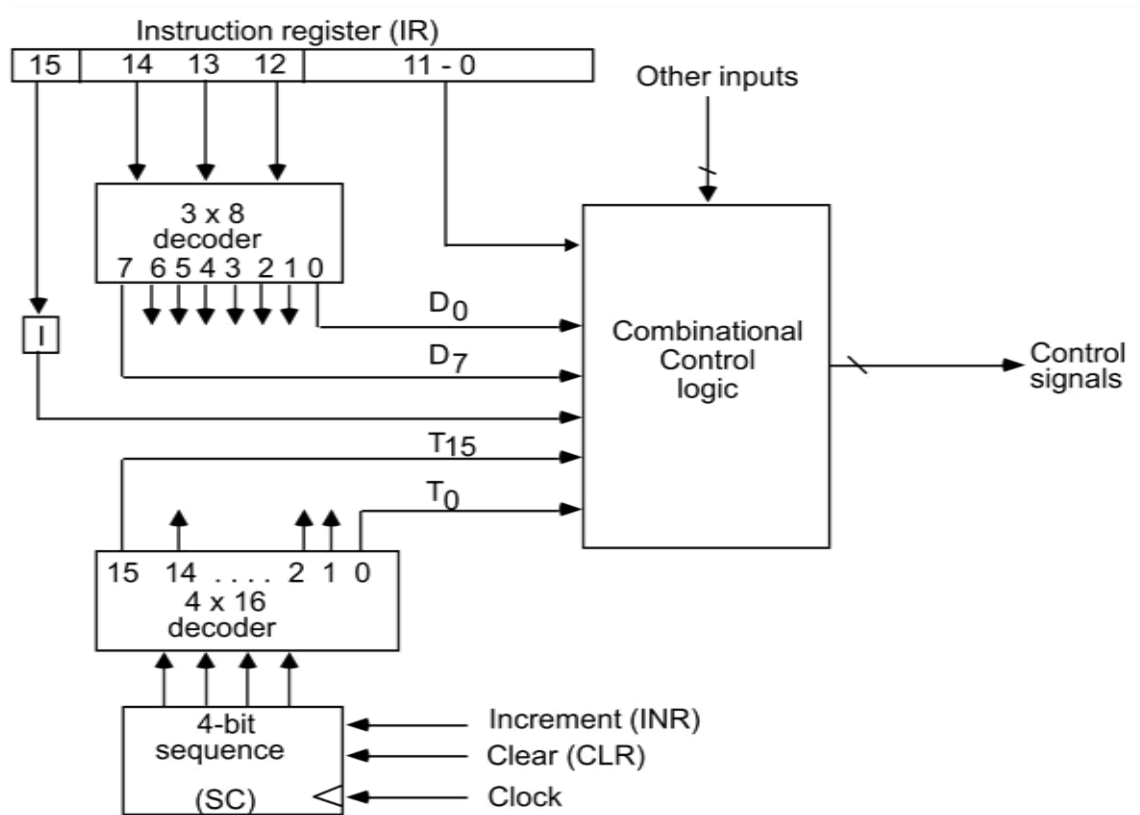 Instruction register (IR)
15 14 13 12 11 - 0
Other inputs
3 x 8
decoder
7 6 5 4 3 2 1 0
D0
I
D7
Combinational
Control
logic
Control
signals
T15
T0
15 14 .... 2 1 0
4 x 16
decoder
4-bit
sequence
(SC)
Increment (INR)
Clear (CLR)
Clock